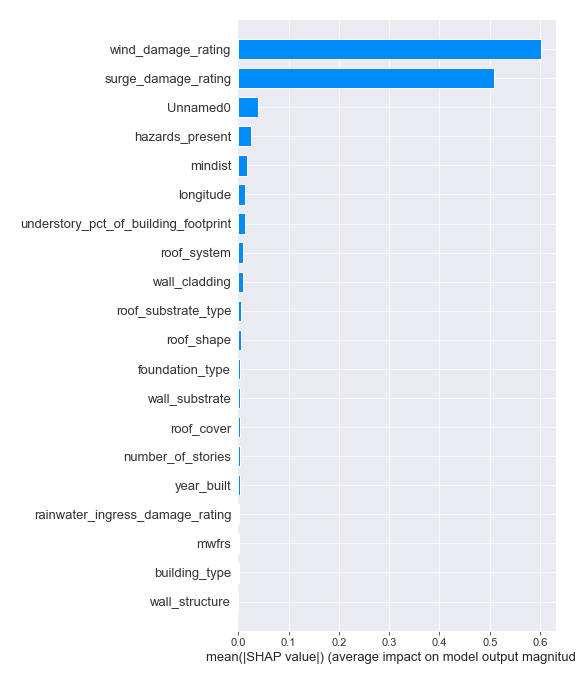 wind_damage_rating
surge_damage_rating
Unnamed0
hazards_present
mindist
longitude
understory_pct_of_building_footprint
roof_system
wall_cladding
roof_substrate_type
roof_shape
foundation_type
wall_substrate
roof_cover
number_of_stories
year_built
rainwater_ingress_damage_rating
mwfrs
building_type
wall_structure
0.0 0.1 0.2 0.3 0.4 0.5 0.6
mean(|SHAP value|) (average impact on model output magnitud